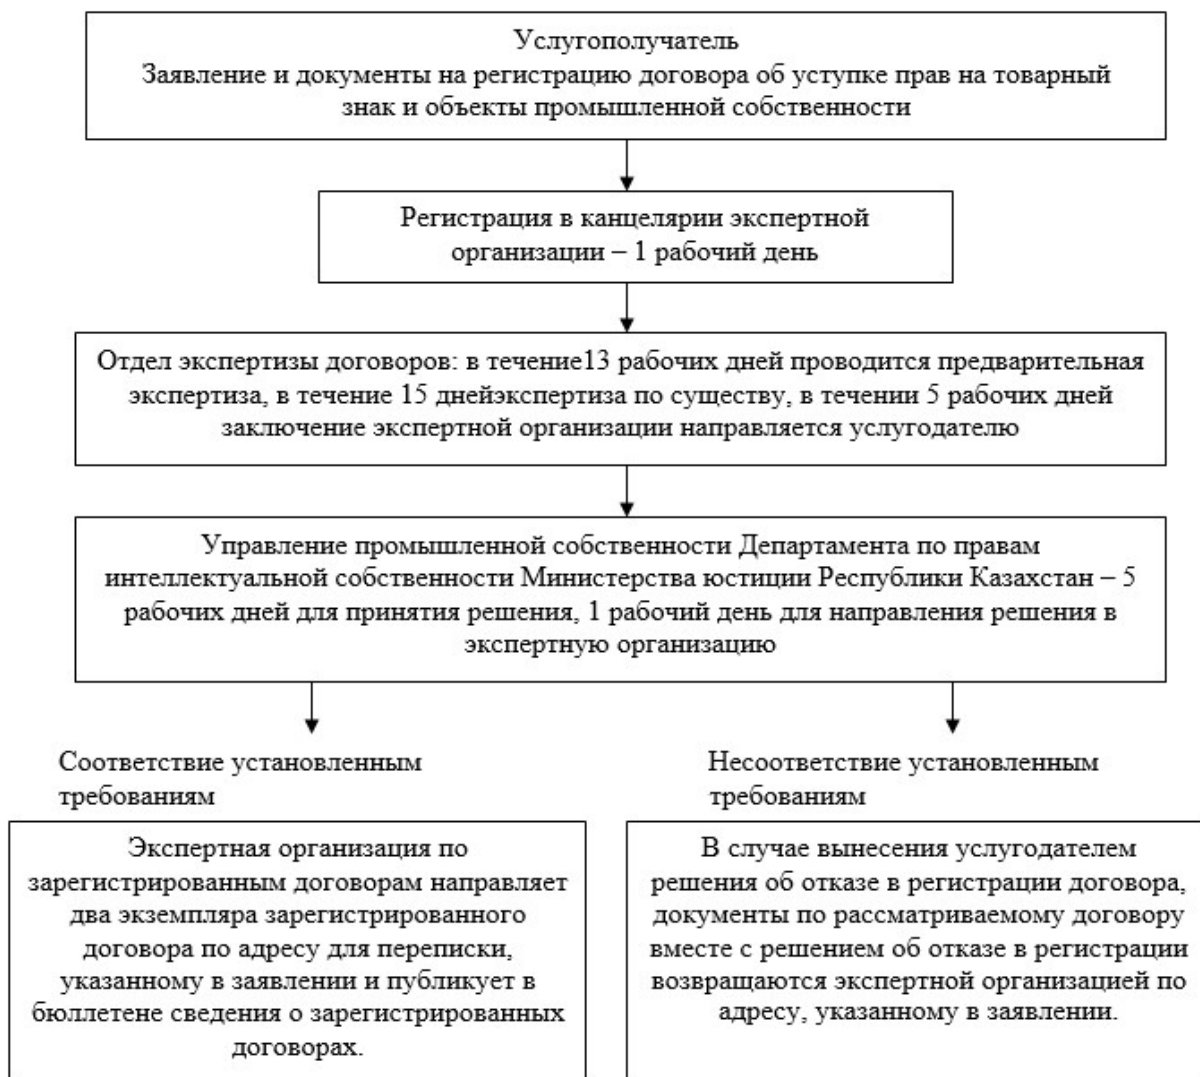 Услугополучатель
Заявление и документы на регистрацию договора об уступке прав на товарный
знак и объекты промышленной собственности
Регистрация в канцелярии экспертной
организации – 1 рабочий день
Отдел экспертизы договоров: в течение13 рабочих дней проводится предварительная
экспертиза, в течение 15 днейэкспертиза по существу, в течении 5 рабочих дней
заключение экспертной организации направляется услугодателю
Управление промышленной собственности Департамента по правам
интеллектуальной собственности Министерства юстиции Республики Казахстан – 5
рабочих дней для принятия решения, 1 рабочий день для направления решения в
экспертную организацию
Соответствие установленным
требованиям
Экспертная организация по
зарегистрированным договорам направляет
два экземпляра зарегистрированного
договора по адресу для переписки,
указанному в заявлении и публикует в
бюллетене сведения о зарегистрированных
договорах.
Несоответствие установленным
требованиям
В случае вынесения услугодателем
решения об отказе в регистрации договора,
документы по рассматриваемому договору
вместе с решением об отказе в регистрации
возвращаются экспертной организацией по
адресу, указанному в заявлении.